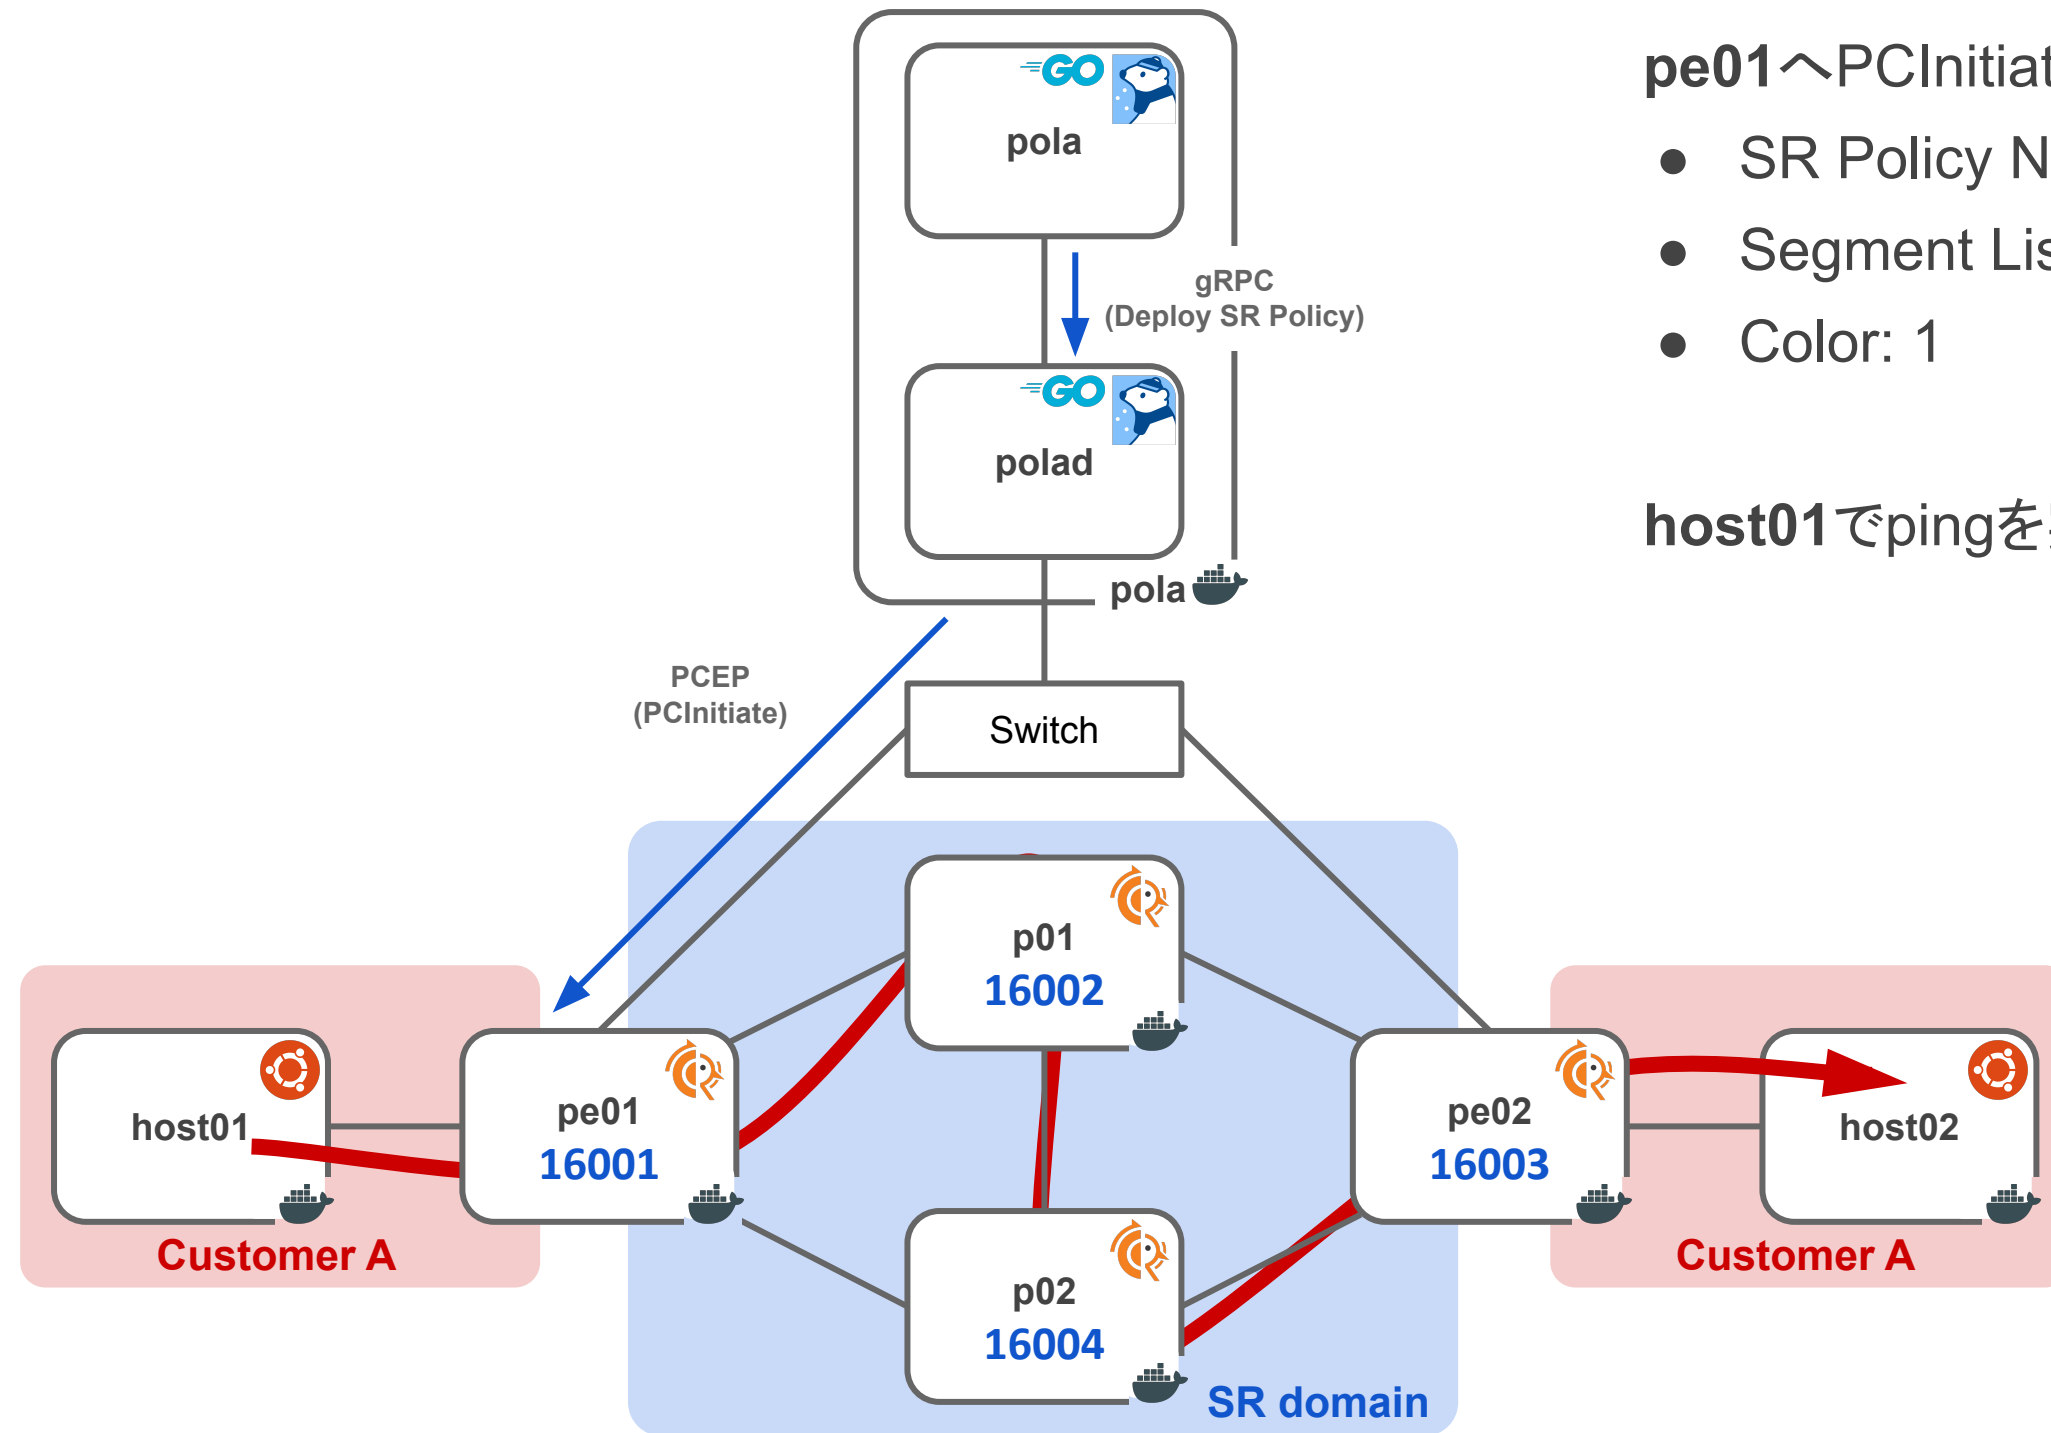 pola
gRPC
(Deploy SR Policy)
GO
polad
GO
pola
PCEP
(PCInitiate)
Switch
p01
16002
host01
pe01
16001
pe02
16003
host02
Customer A
Customer A
p02
16004
SR domain
pe01へPCInitiat
● SR Policy N
● Segment Lis
● Color: 1
host01でpingを